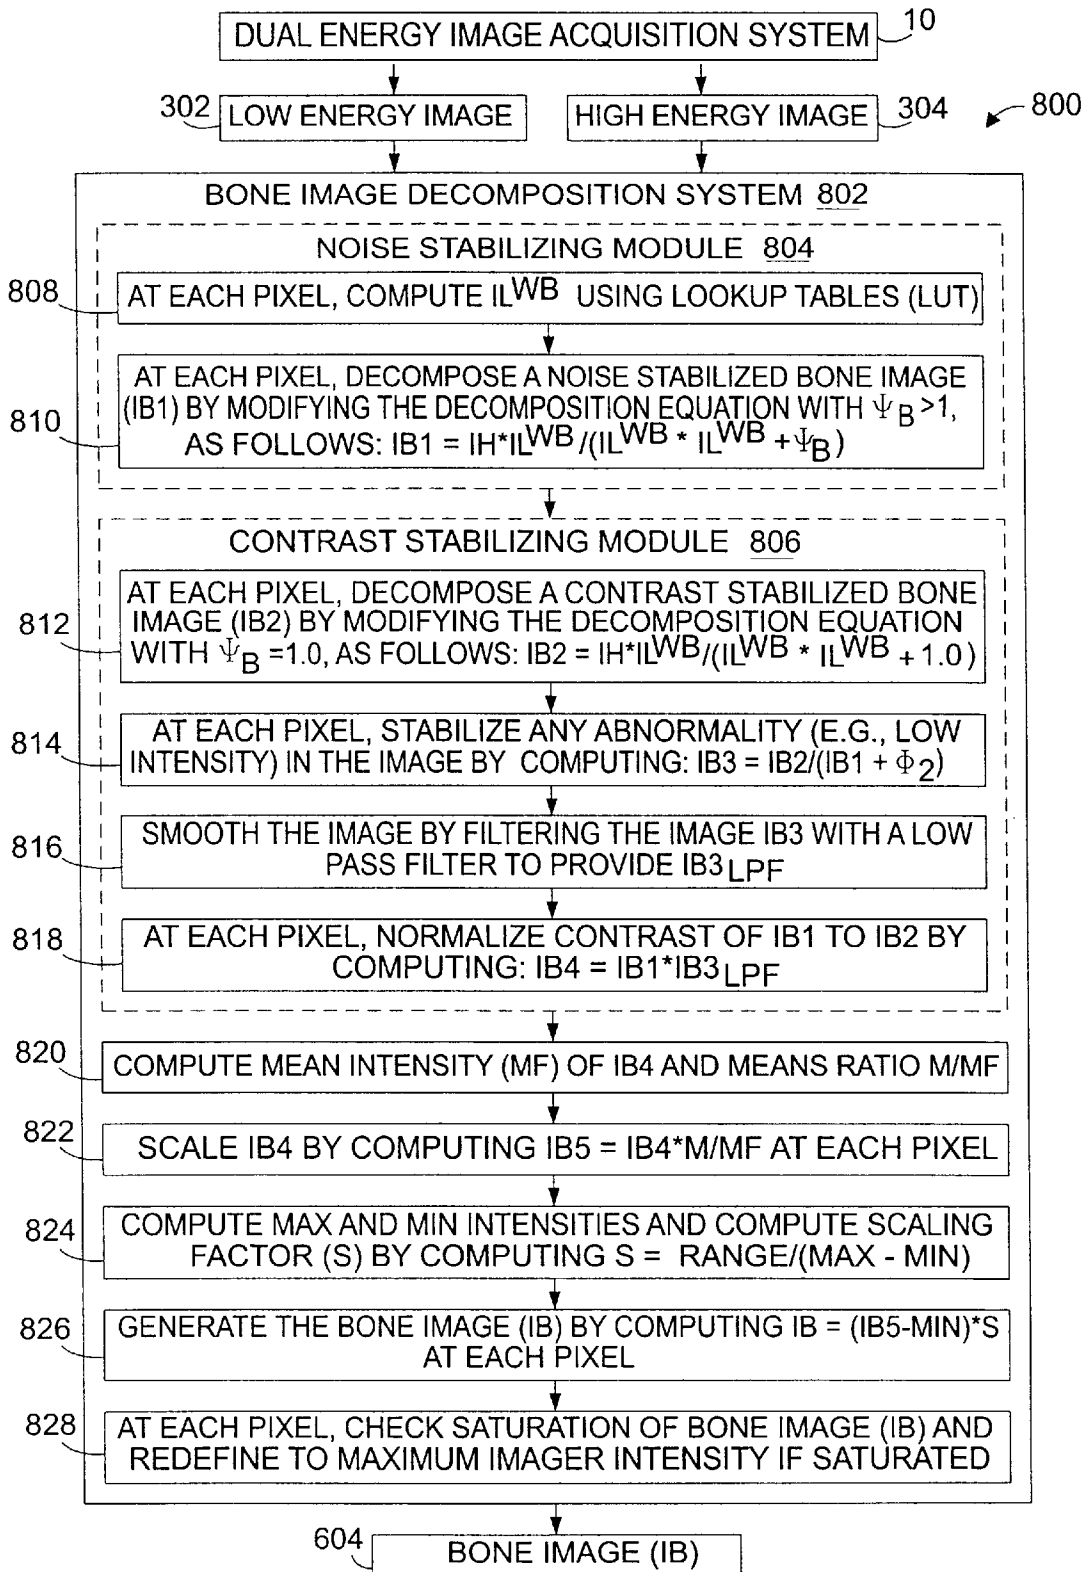 DUAL ENERGY IMAGE ACQUISITION SYSTEM
10
302
LOW ENERGY IMAGE
HIGH ENERGY IMAGE
304
800
BONE IMAGE DECOMPOSITION SYSTEM 802
NOISE STABILIZING MODULE 804
808
AT EACH PIXEL, COMPUTE IL^WB USING LOOKUP TABLES (LUT)
810
AT EACH PIXEL, DECOMPOSE A NOISE STABILIZED BONE IMAGE
(IB1) BY MODIFYING THE DECOMPOSITION EQUATION WITH Ψ_B >1,
AS FOLLOWS: IB1 = IH*IL^WB/(IL^WB * IL^WB + Ψ_B)
CONTRAST STABILIZING MODULE 806
812
AT EACH PIXEL, DECOMPOSE A CONTRAST STABILIZED BONE
IMAGE (IB2) BY MODIFYING THE DECOMPOSITION EQUATION
WITH Ψ_B =1.0, AS FOLLOWS: IB2 = IH*IL^WB/(IL^WB * IL^WB + 1.0)
814
AT EACH PIXEL, STABILIZE ANY ABNORMALITY (E.G., LOW
INTENSITY) IN THE IMAGE BY COMPUTING: IB3 = IB2/(IB1 + Φ_2)
816
SMOOTH THE IMAGE BY FILTERING THE IMAGE IB3 WITH A LOW
PASS FILTER TO PROVIDE IB3_LPF
818
AT EACH PIXEL, NORMALIZE CONTRAST OF IB1 TO IB2 BY
COMPUTING: IB4 = IB1*IB3_LPF
820
COMPUTE MEAN INTENSITY (MF) OF IB4 AND MEANS RATIO M/MF
822
SCALE IB4 BY COMPUTING IB5 = IB4*M/MF AT EACH PIXEL
824
COMPUTE MAX AND MIN INTENSITIES AND COMPUTE SCALING
FACTOR (S) BY COMPUTING S = RANGE/(MAX - MIN)
826
GENERATE THE BONE IMAGE (IB) BY COMPUTING IB = (IB5-MIN)*S
AT EACH PIXEL
828
AT EACH PIXEL, CHECK SATURATION OF BONE IMAGE (IB) AND
REDEFINE TO MAXIMUM IMAGER INTENSITY IF SATURATED
604
BONE IMAGE (IB)